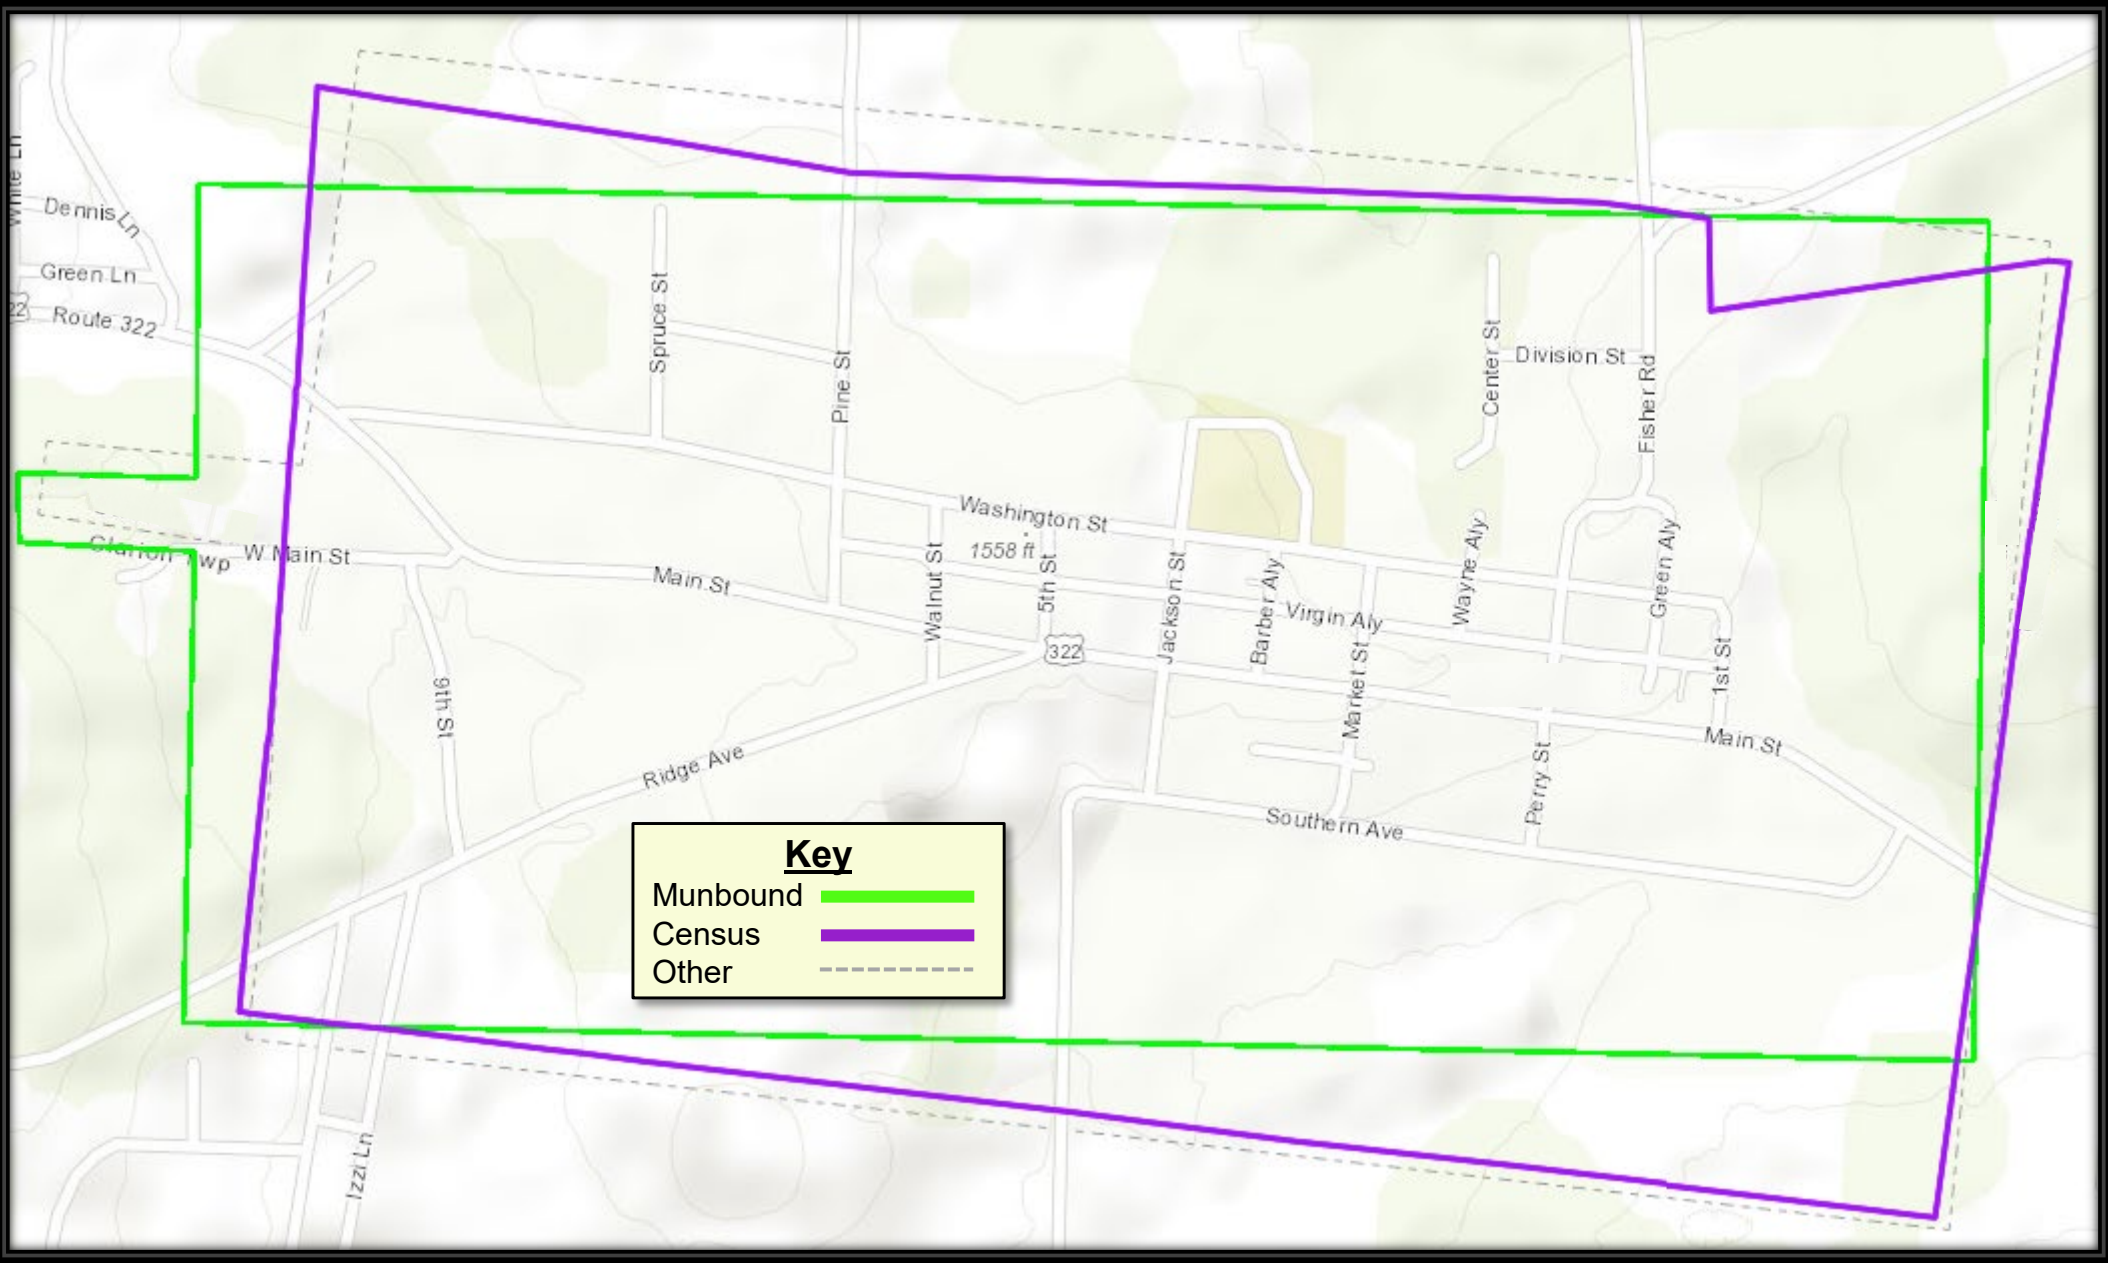 White Ln
Dennis Ln
Green Ln
22
Route 322
Spruce St
Pine St
Center St
Division St
Fisher Rd
Washington St
1558 ft
Clarion Twp
W Main St
Main St
Walnut St
5th St
Jackson St
Barber Aly
Virgin Aly
Wayne Aly
Green Aly
322
Market St
1st St
9th St
Ridge Ave
Perry St
Main St
Southern Ave
Key
Munbound
Census
Other
Izzi Ln